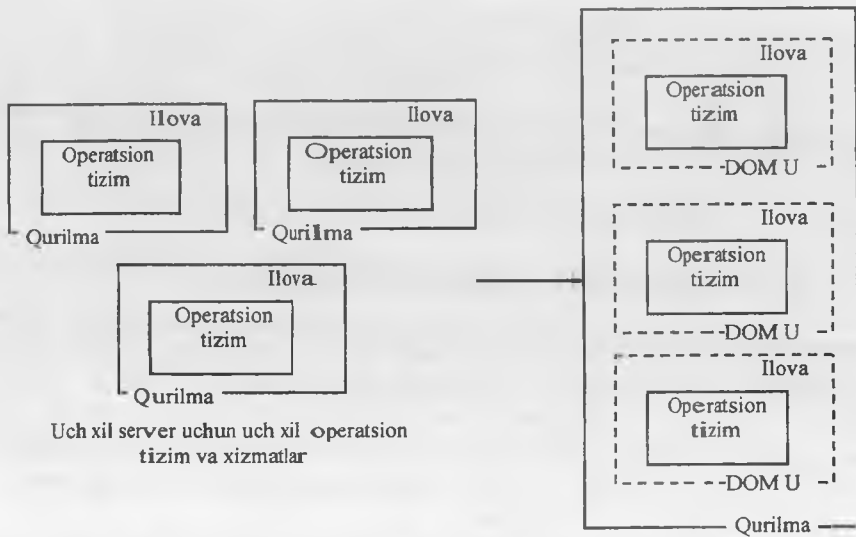 Ilova
Operatsion
tizim
Qurilma
Ilova
Operatsion
tizim
Qurilma
Ilova
Operatsion
tizim
Qurilma
Uch xil server uchun uch xil operatsion
tizim va xizmatlar
Ilova
Operatsion
tizim
DOM U
Ilova
Operatsion
tizim
DOM U
Ilova
Operatsion
tizim
DOM U
Qurilma